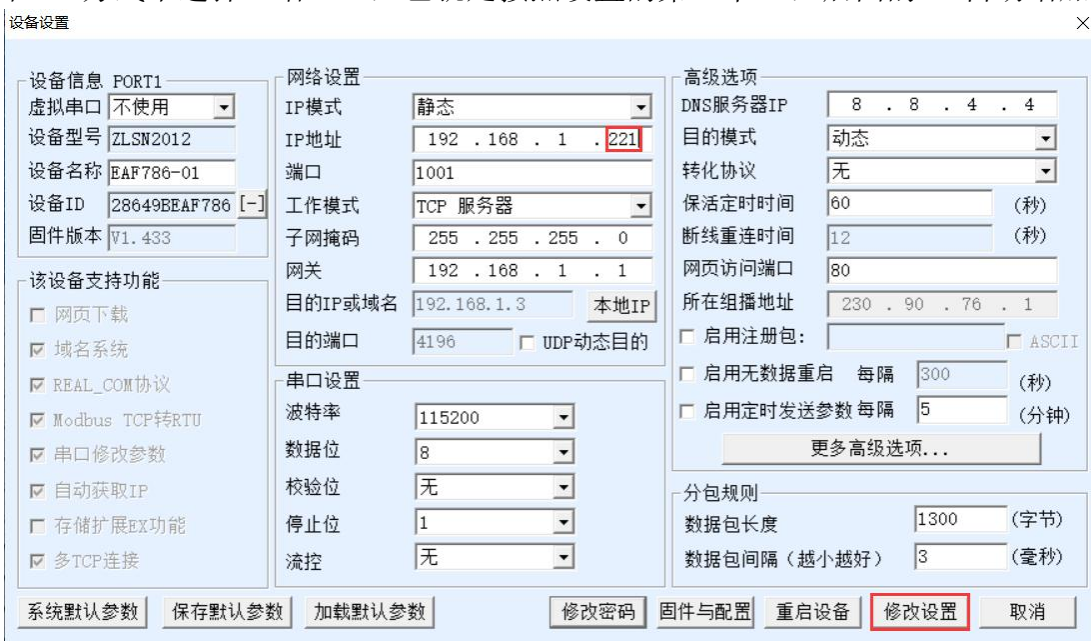 设备设置
设备信息 PORT1
虚拟串口 不使用
设备型号 ZLSN2012
设备名称 EAF786-01
设备ID 28649BEAF786 [-]
固件版本 V1.433
该设备支持功能
网页下载
域名系统
REAL_COM协议
Modbus TCP转RTU
串口修改参数
自动获取IP
存储扩展EX功能
多TCP连接
网络设置
IP模式 静态
IP地址 192 .168 . 1 .221
端口 1001
工作模式 TCP 服务器
子网掩码 255 .255 .255 . 0
网关 192 .168 . 1 . 1
目的IP或域名 192.168.1.3 本地IP
目的端口 4196 UDP动态目的
串口设置
波特率 115200
数据位 8
校验位 无
停止位 1
流控 无
高级选项
DNS服务器IP 8 . 8 . 4 . 4
目的模式 动态
转化协议 无
保活定时时间 60 (秒)
断线重连时间 12 (秒)
网页访问端口 80
所在组播地址 230 . 90 . 76 . 1
启用注册包: ASCII
启用无数据重启 每隔 300 (秒)
启用定时发送参数 每隔 5 (分钟)
更多高级选项...
分包规则
数据包长度 1300 (字节)
数据包间隔（越小越好） 3 (毫秒)
系统默认参数 保存默认参数 加载默认参数 修改密码 固件与配置 重启设备 修改设置 取消